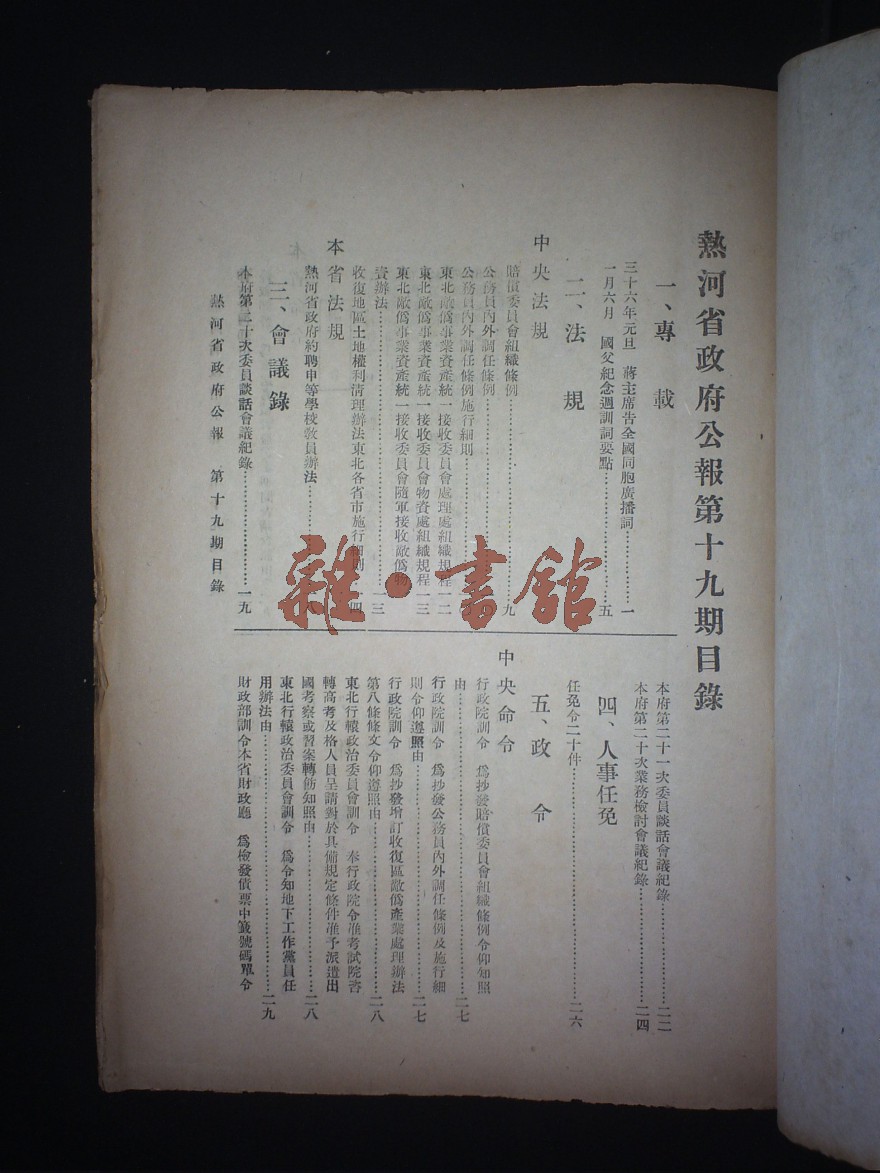 熱河省政府公報第十九期目錄
一、專載
三十六年元旦　蔣主席告全國同胞廣播詞…………一
一月六月　國父紀念週訓詞要點…………五
二、法規
中央法規
賠償委員會組織條例…………九
公務員內外調任條例…………
公務員內外調任條例施行細則…………
東北敵僞事業資產統一接收委員會處理處組織規程…一二
東北敵僞事業資產統一接收委員會物資處組織規程　一三
東北敵僞事業資產統一接收委員會隨軍接收敵僞物
資辦法…………一三
收復地區土地權利清理辦法東北各省市施行細則…四
本省法規
熱河省政府約聘中等學校教員辦法…………
三、會議錄
本府第二十次委員談話會議紀錄…………一九
本府第二十一次委員談話會議紀錄…………二二
本府第二十次業務檢討會議紀錄…………二四
四、人事任免
任免令二十件…………二六
五、政令
中央命令
行政院訓令　爲抄發賠償委員會組織條例令仰知照
由…………二七
行政院訓令　爲抄發公務員內外調任條例及施行細
則令仰遵照由…………二七
行政院訓令　爲抄發增訂收復區敵僞產業處理辦法
第八條條文令仰遵照由…………二八
東北行轅政治委員會訓令　奉行政院令准考試院咨
轉高考及格人員呈請對於具備規定條件准予派遣出
國考察或習案轉飭知照由…………二八
東北行轅政治委員會訓令　爲令知地下工作黨員任
用辦法由…………二九
財政部訓令本省財政廳　爲檢發債票中籤號碼單令
熱河省政府公報　第十九期目錄
雜·書館